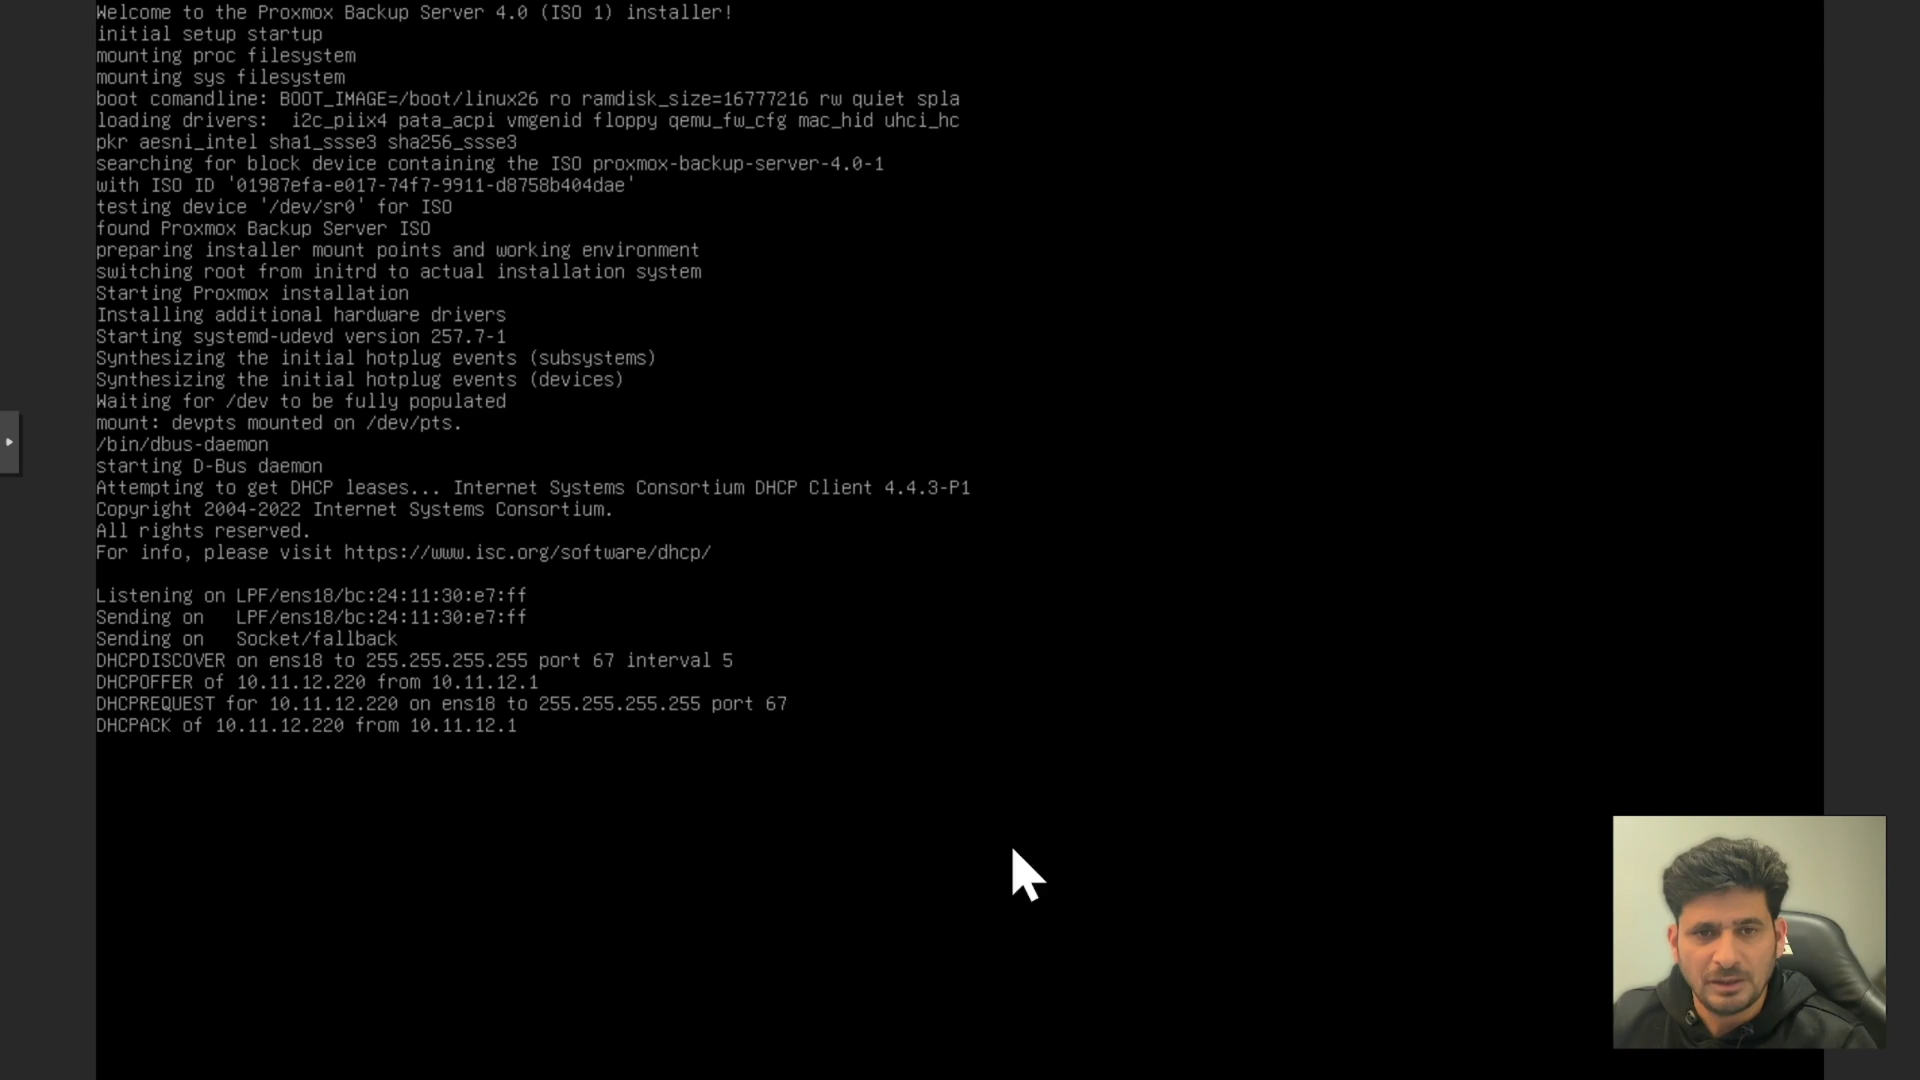 Welcome to the Proxmox Backup Server 4.0 (ISO 1) installer!
initial setup startup
mounting proc filesystem
mounting sys filesystem
boot comandline: BOOT_IMAGE=/boot/linux26 ro ramdisk_size=16777216 rw quiet spla
loading drivers:  i2c_piix4 pata_acpi vmgenid floppy qemu_fw_cfg mac_hid uhci_hc
pkr aesni_intel sha1_ssse3 sha256_ssse3
searching for block device containing the ISO proxmox-backup-server-4.0-1
with ISO ID '01987efa-e017-74f7-9911-d8758b404dae'
testing device '/dev/sr0' for ISO
found Proxmox Backup Server ISO
preparing installer mount points and working environment
switching root from initrd to actual installation system
Starting Proxmox installation
Installing additional hardware drivers
Starting systemd-udevd version 257.7-1
Synthesizing the initial hotplug events (subsystems)
Synthesizing the initial hotplug events (devices)
Waiting for /dev to be fully populated
mount: devpts mounted on /dev/pts.
/bin/dbus-daemon
starting D-Bus daemon
Attempting to get DHCP leases... Internet Systems Consortium DHCP Client 4.4.3-P1
Copyright 2004-2022 Internet Systems Consortium.
All rights reserved.
For info, please visit https://www.isc.org/software/dhcp/
Listening on LPF/ens18/bc:24:11:30:e7:ff
Sending on   LPF/ens18/bc:24:11:30:e7:ff
Sending on   Socket/fallback
DHCPDISCOVER on ens18 to 255.255.255.255 port 67 interval 5
DHCPOFFER of 10.11.12.220 from 10.11.12.1
DHCPREQUEST for 10.11.12.220 on ens18 to 255.255.255.255 port 67
DHCPACK of 10.11.12.220 from 10.11.12.1